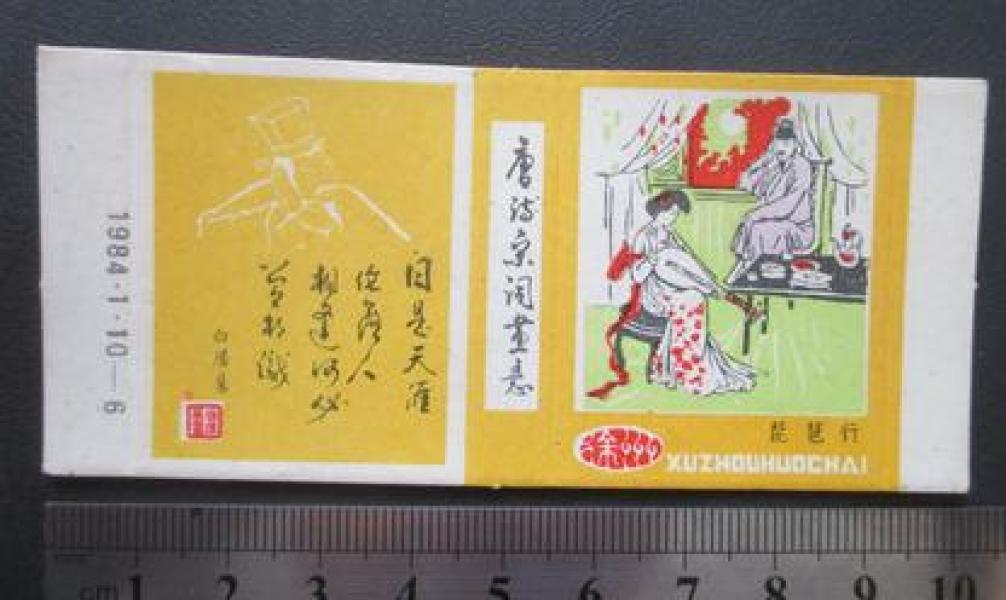 1984·1·10—6
同是天涯
沦落人
相逢何必
曾相识
白居易
唐诗宋词画意
琵琶行
徐州
XUZHOUHUOCHAI
cm 1 2 3 4 5 6 7 8 9 10